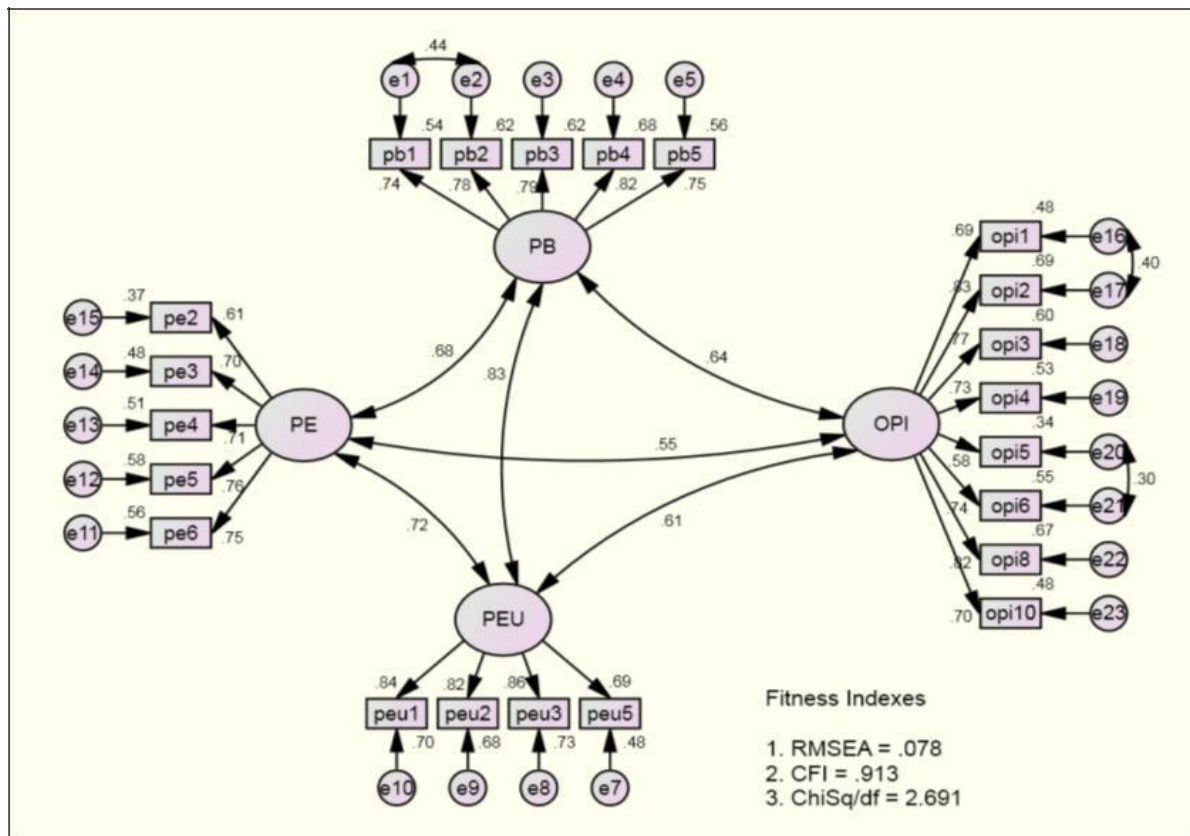 .44
e1 e2 e3 e4 e5
.54 .62 .62 .68 .56
pb1 pb2 pb3 pb4 pb5
.74 .78 .79 .82 .75
PB
.48
.69 opi1 e16
.69 .40
.83 opi2 e17
.60
.77 opi3 e18
.53
.73 opi4 e19
.34
.58 opi5 e20
.55 .30
.74 opi6 e21
.67
.82 opi8 e22
.48
.70 opi10 e23
OPI
.37
e15 pe2 .61
.48
e14 pe3 .70
.51
e13 pe4 .71
.58
e12 pe5 .76
.56
e11 pe6 .75
PE
.68 .83 .64
.55
.72 .61
PEU
.84 .82 .86 .69
peu1 peu2 peu3 peu5
.70 .68 .73 .48
e10 e9 e8 e7
Fitness Indexes
1. RMSEA = .078
2. CFI = .913
3. ChiSq/df = 2.691